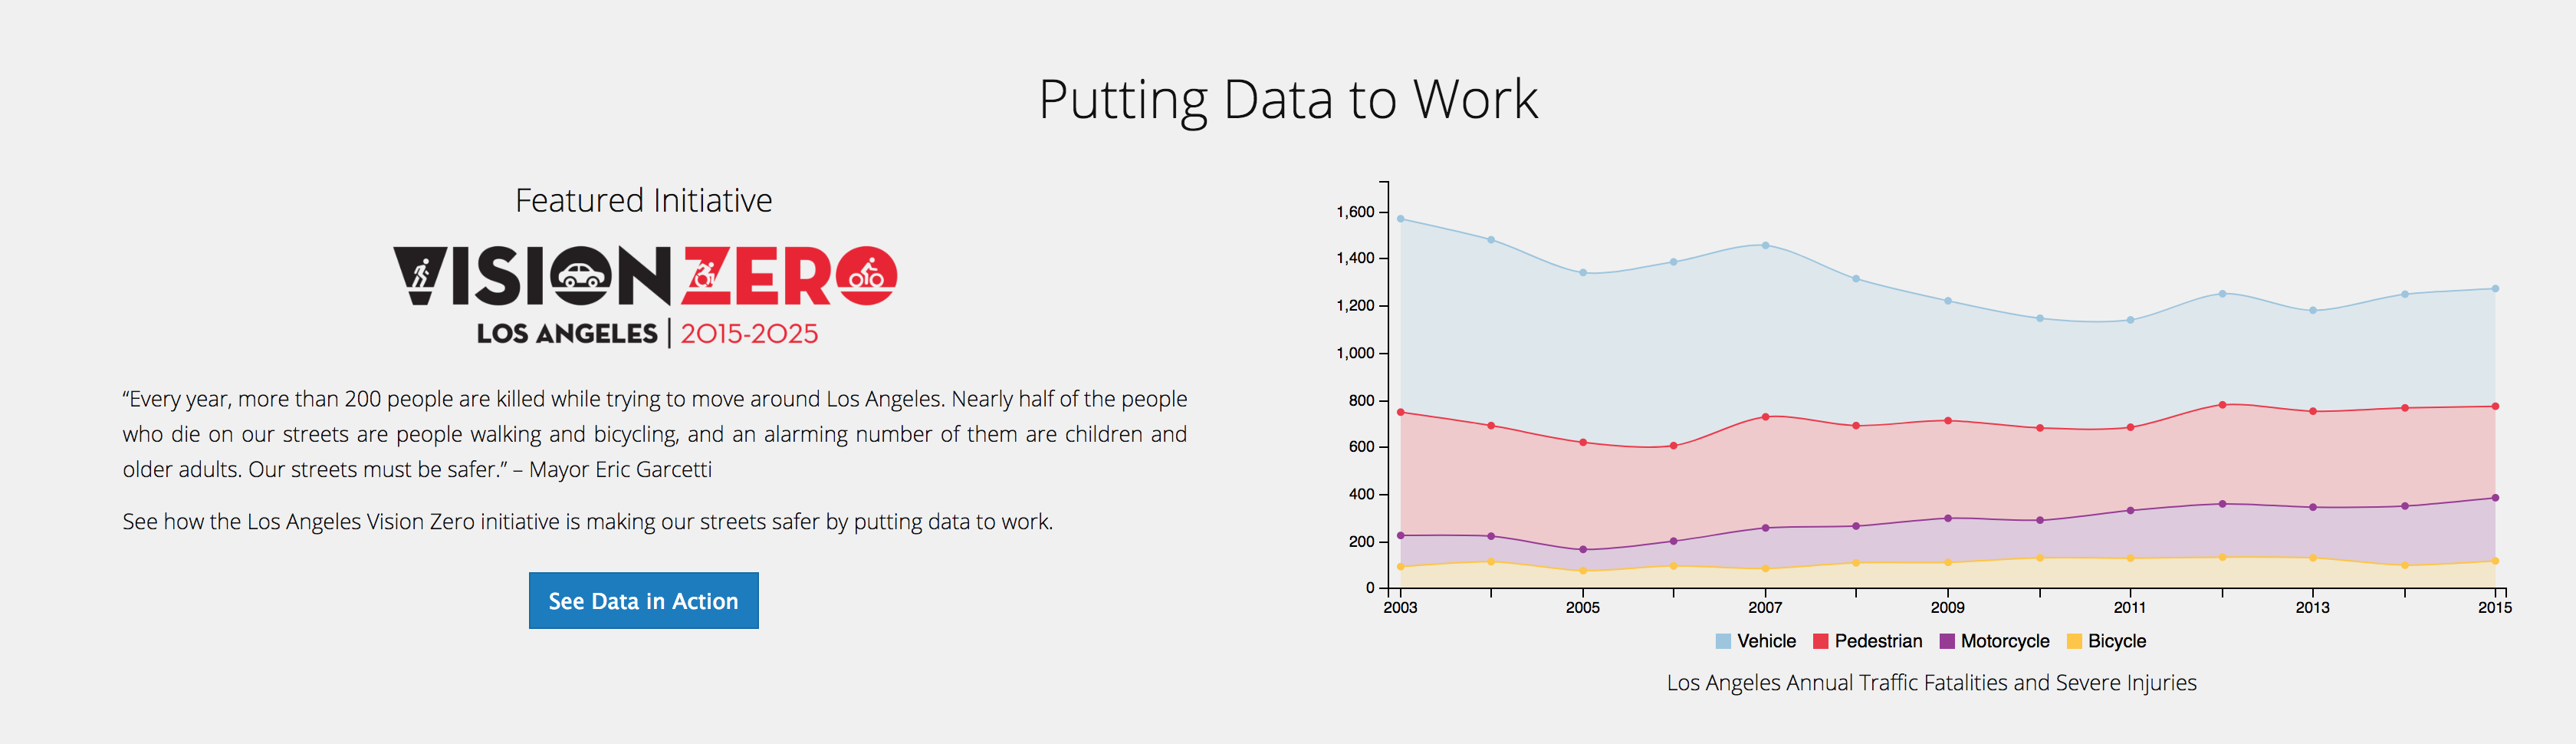 Putting Data to Work
Featured Initiative
VISION ZERO
LOS ANGELES | 2015-2025
“Every year, more than 200 people are killed while trying to move around Los Angeles. Nearly half of the people
who die on our streets are people walking and bicycling, and an alarming number of them are children and
older adults. Our streets must be safer.” – Mayor Eric Garcetti
See how the Los Angeles Vision Zero initiative is making our streets safer by putting data to work.
See Data in Action
1,600
1,400
1,200
1,000
800
600
400
200
0
2003 2005 2007 2009 2011 2013 2015
Vehicle Pedestrian Motorcycle Bicycle
Los Angeles Annual Traffic Fatalities and Severe Injuries